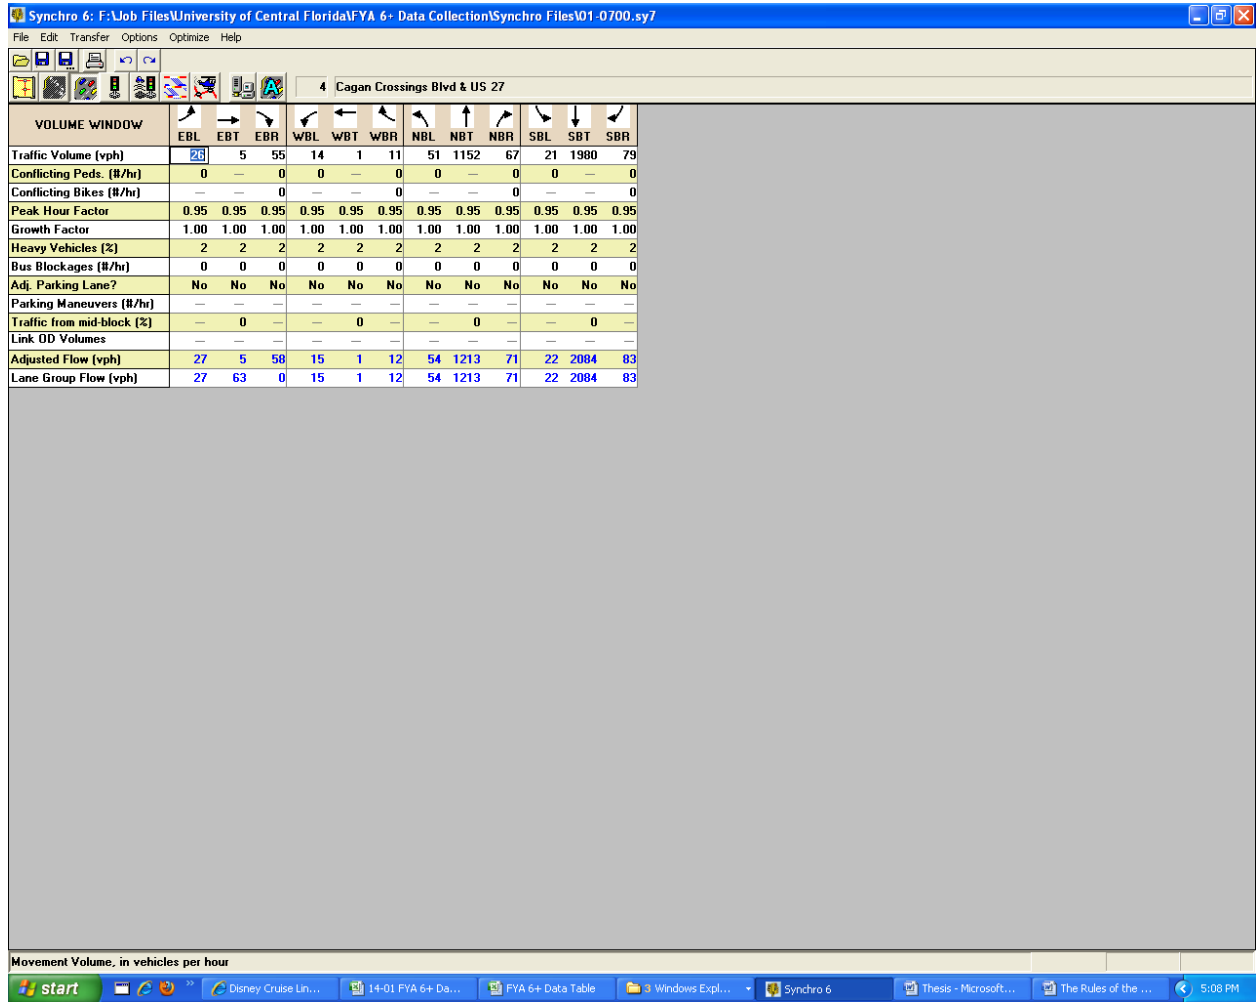 Synchro 6: F:\Job Files\University of Central Florida\FYA 6+ Data Collection\Synchro Files\01-0700.sy7
File Edit Transfer Options Optimize Help
4 Cagan Crossings Blvd & US 27
VOLUME WINDOW EBL EBT EBR WBL WBT WBR NBL NBT NBR SBL SBT SBR
Traffic Volume (vph) 26 5 55 14 1 11 51 1152 67 21 1980 79
Conflicting Peds. (#/hr) 0 — 0 0 — 0 0 — 0 0 — 0
Conflicting Bikes (#/hr) — — 0 — — 0 — — 0 — — 0
Peak Hour Factor 0.95 0.95 0.95 0.95 0.95 0.95 0.95 0.95 0.95 0.95 0.95 0.95
Growth Factor 1.00 1.00 1.00 1.00 1.00 1.00 1.00 1.00 1.00 1.00 1.00 1.00
Heavy Vehicles (%) 2 2 2 2 2 2 2 2 2 2 2 2
Bus Blockages (#/hr) 0 0 0 0 0 0 0 0 0 0 0 0
Adj. Parking Lane? No No No No No No No No No No No No
Parking Maneuvers (#/hr) — — — — — — — — — — — —
Traffic from mid-block (%) — 0 — — 0 — — 0 — — 0 —
Link OD Volumes — — — — — — — — — — — —
Adjusted Flow (vph) 27 5 58 15 1 12 54 1213 71 22 2084 83
Lane Group Flow (vph) 27 63 0 15 1 12 54 1213 71 22 2084 83
Movement Volume, in vehicles per hour
start » Disney Cruise Lin... 14-01 FYA 6+ Da... FYA 6+ Data Table 3 Windows Expl... Synchro 6 Thesis - Microsoft... The Rules of the ... 5:08 PM